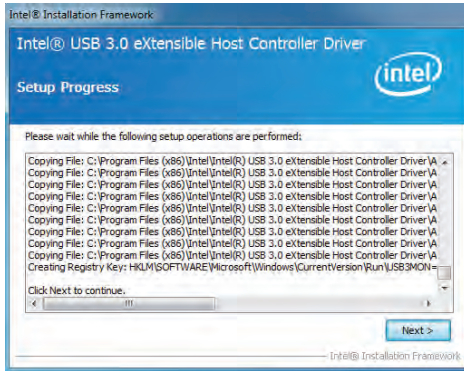 Intel® Installation Framework
Intel® USB 3.0 eXtensible Host Controller Driver
intel
Setup Progress
Please wait while the following setup operations are performed:
Copying File: C:\Program Files (x86)\Intel\Intel(R) USB 3.0 eXtensible Host Controller Driver\A
Copying File: C:\Program Files (x86)\Intel\Intel(R) USB 3.0 eXtensible Host Controller Driver\A
Copying File: C:\Program Files (x86)\Intel\Intel(R) USB 3.0 eXtensible Host Controller Driver\A
Copying File: C:\Program Files (x86)\Intel\Intel(R) USB 3.0 eXtensible Host Controller Driver\A
Copying File: C:\Program Files (x86)\Intel\Intel(R) USB 3.0 eXtensible Host Controller Driver\A
Copying File: C:\Program Files (x86)\Intel\Intel(R) USB 3.0 eXtensible Host Controller Driver\A
Copying File: C:\Program Files (x86)\Intel\Intel(R) USB 3.0 eXtensible Host Controller Driver\A
Copying File: C:\Program Files (x86)\Intel\Intel(R) USB 3.0 eXtensible Host Controller Driver\A
Copying File: C:\Program Files (x86)\Intel\Intel(R) USB 3.0 eXtensible Host Controller Driver\A
Creating Registry Key: HKLM\SOFTWARE\Microsoft\Windows\CurrentVersion\Run\USB3MON=
Click Next to continue.
Next >
Intel® Installation Framework